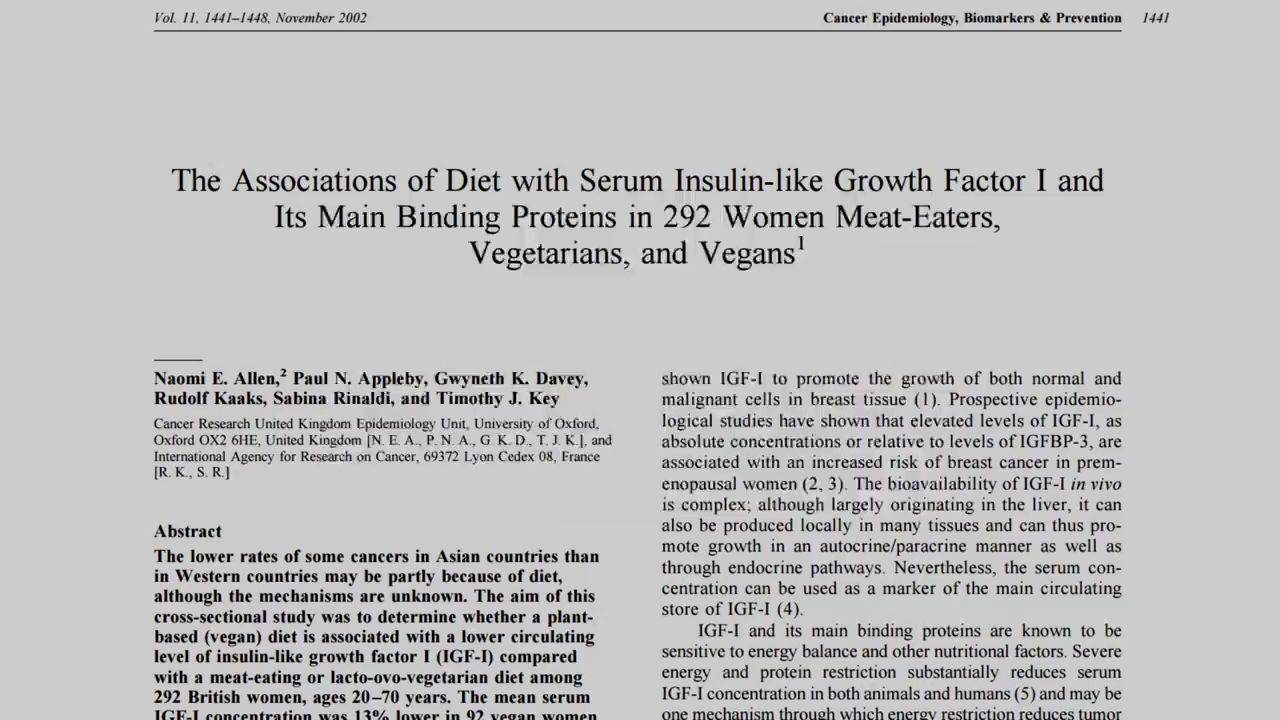 Vol. 11, 1441–1448, November 2002
Cancer Epidemiology, Biomarkers & Prevention 1441
The Associations of Diet with Serum Insulin-like Growth Factor I and
Its Main Binding Proteins in 292 Women Meat-Eaters,
Vegetarians, and Vegans1
Naomi E. Allen,2 Paul N. Appleby, Gwyneth K. Davey,
Rudolf Kaaks, Sabina Rinaldi, and Timothy J. Key
Cancer Research United Kingdom Epidemiology Unit, University of Oxford,
Oxford OX2 6HE, United Kingdom [N. E. A., P. N. A., G. K. D., T. J. K.], and
International Agency for Research on Cancer, 69372 Lyon Cedex 08, France
[R. K., S. R.]
Abstract
The lower rates of some cancers in Asian countries than
in Western countries may be partly because of diet,
although the mechanisms are unknown. The aim of this
cross-sectional study was to determine whether a plant-
based (vegan) diet is associated with a lower circulating
level of insulin-like growth factor I (IGF-I) compared
with a meat-eating or lacto-ovo-vegetarian diet among
292 British women, ages 20–70 years. The mean serum
IGF-I concentration was 13% lower in 92 vegan women
shown IGF-I to promote the growth of both normal and
malignant cells in breast tissue (1). Prospective epidemio-
logical studies have shown that elevated levels of IGF-I, as
absolute concentrations or relative to levels of IGFBP-3, are
associated with an increased risk of breast cancer in prem-
enopausal women (2, 3). The bioavailability of IGF-I in vivo
is complex; although largely originating in the liver, it can
also be produced locally in many tissues and can thus pro-
mote growth in an autocrine/paracrine manner as well as
through endocrine pathways. Nevertheless, the serum con-
centration can be used as a marker of the main circulating
store of IGF-I (4).
IGF-I and its main binding proteins are known to be
sensitive to energy balance and other nutritional factors. Severe
energy and protein restriction substantially reduces serum
IGF-I concentration in both animals and humans (5) and may be
one mechanism through which energy restriction reduces tumor